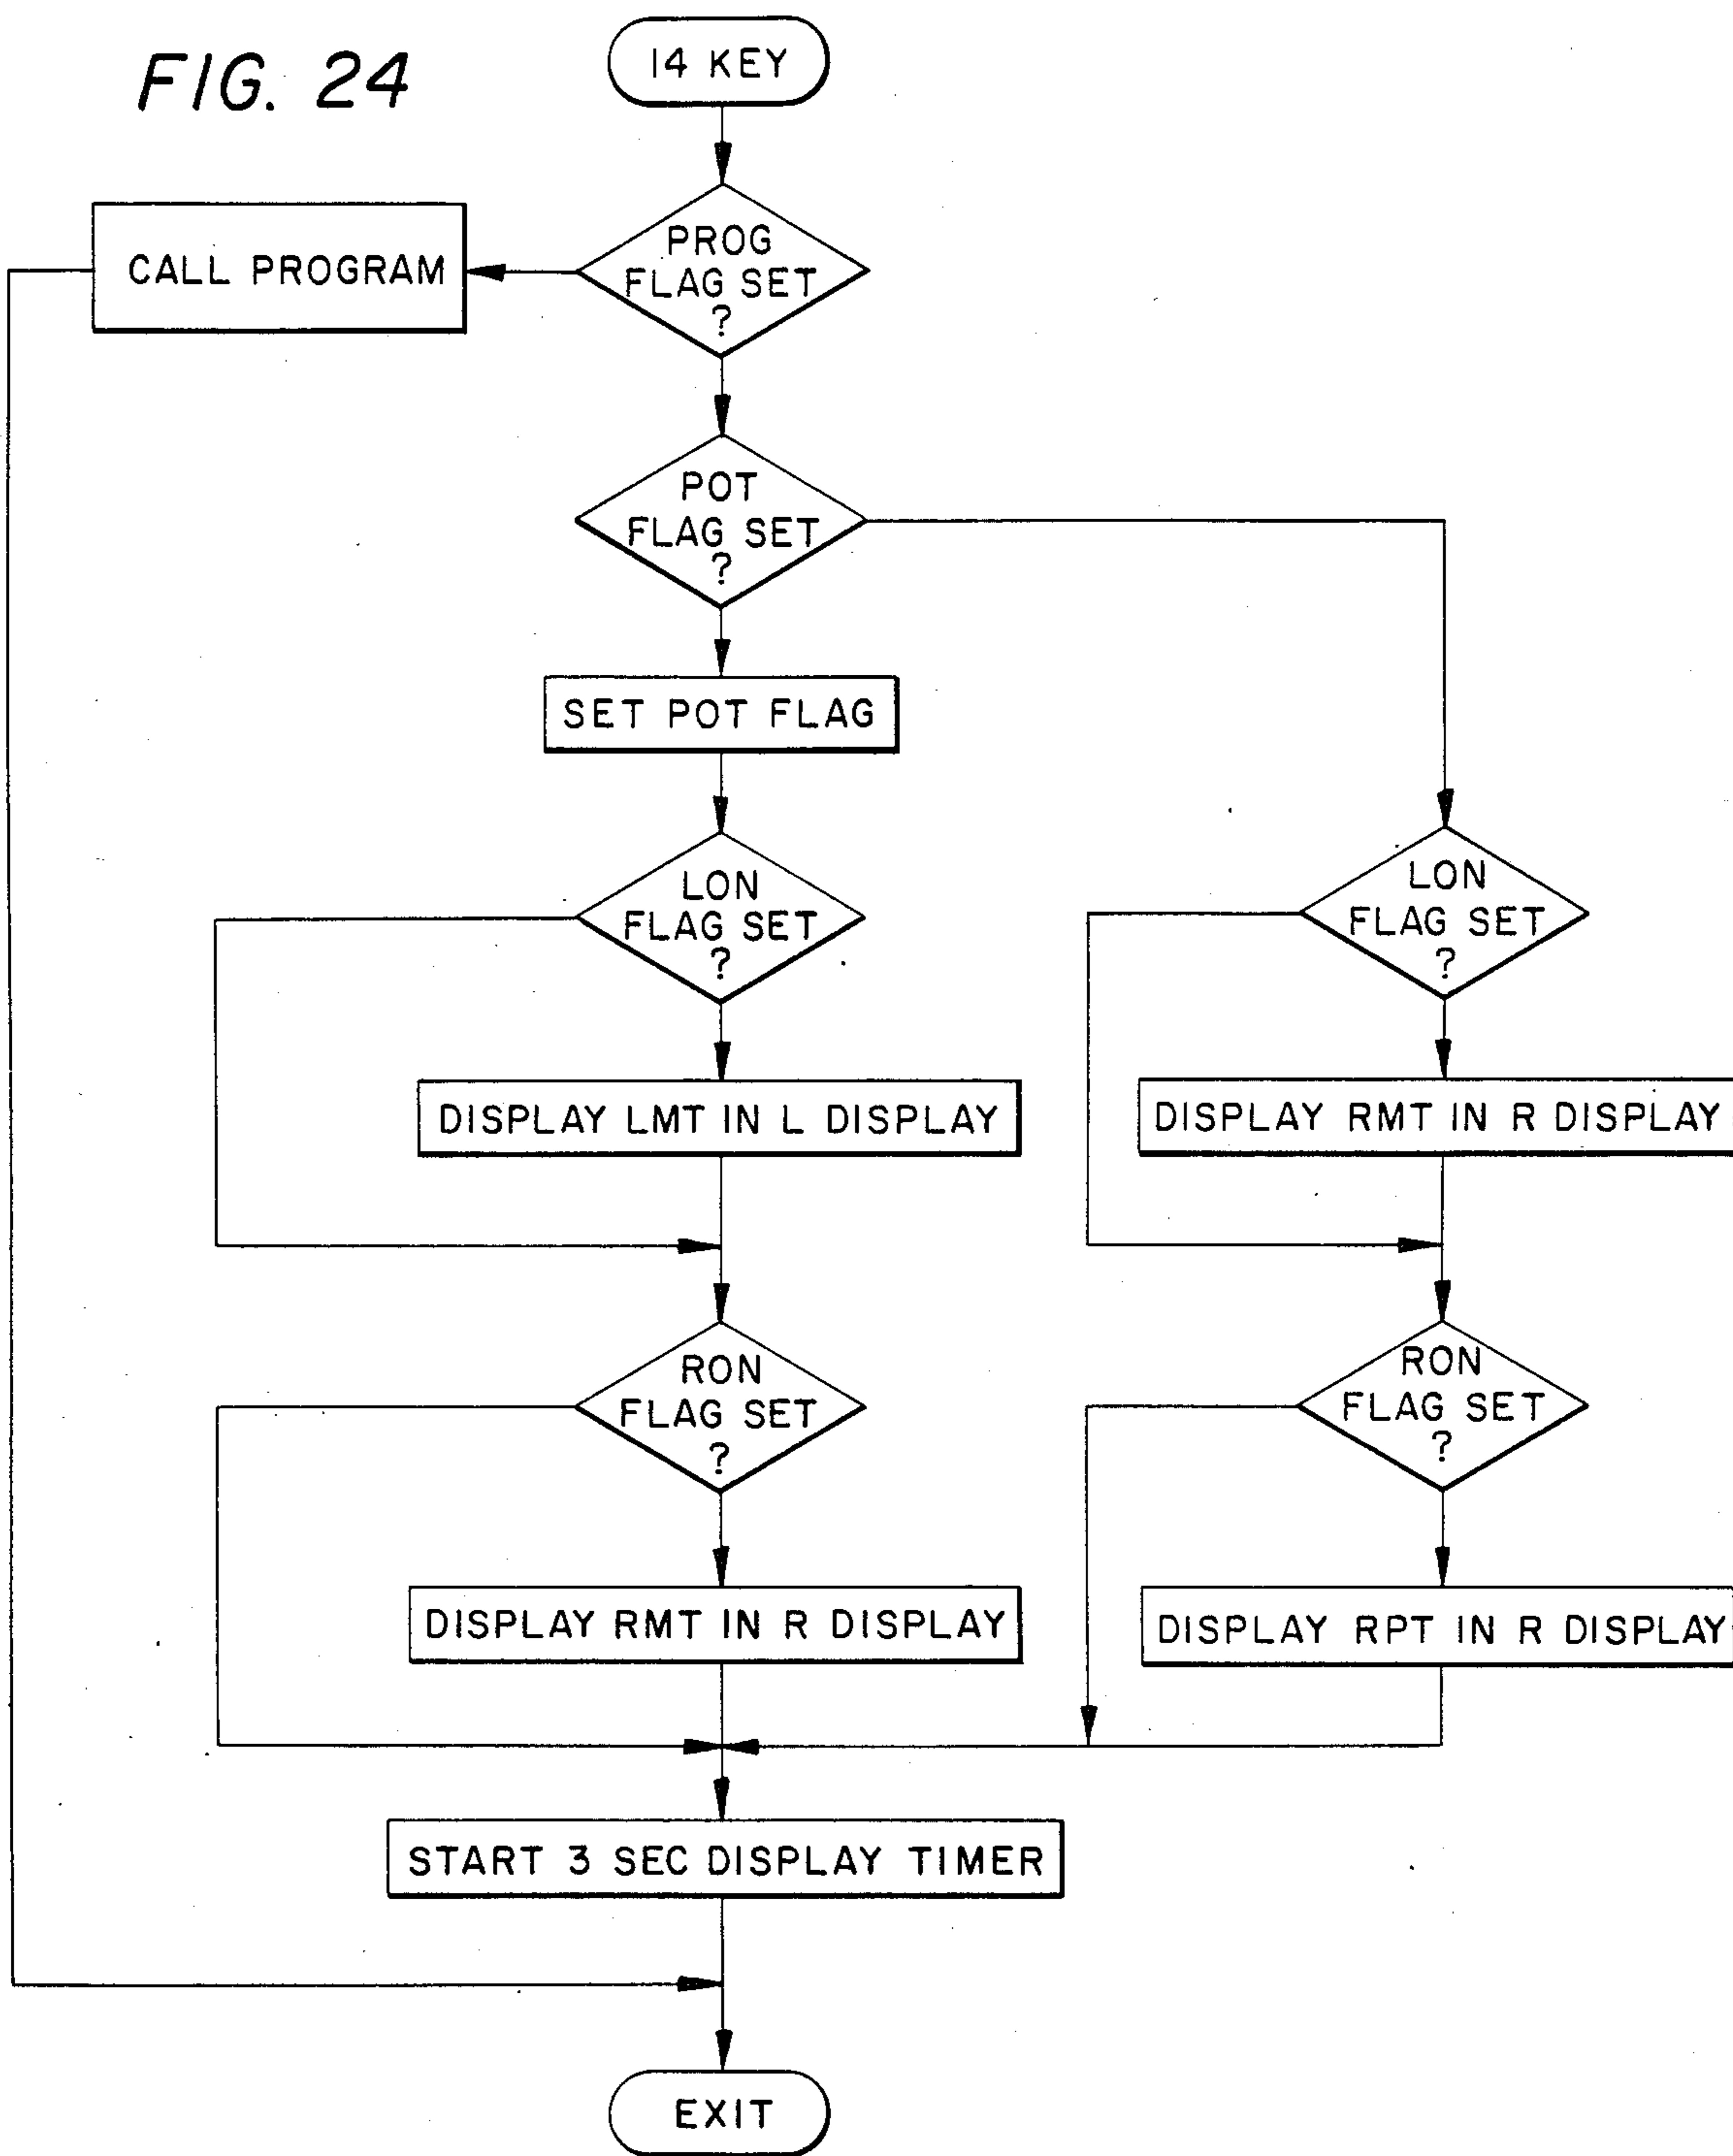 FIG. 24
14 KEY
PROG
FLAG SET
?
CALL PROGRAM
POT
FLAG SET
?
SET POT FLAG
LON
FLAG SET
?
LON
FLAG SET
?
DISPLAY LMT IN L DISPLAY
DISPLAY RMT IN R DISPLAY
RON
FLAG SET
?
RON
FLAG SET
?
DISPLAY RMT IN R DISPLAY
DISPLAY RPT IN R DISPLAY
START 3 SEC DISPLAY TIMER
EXIT